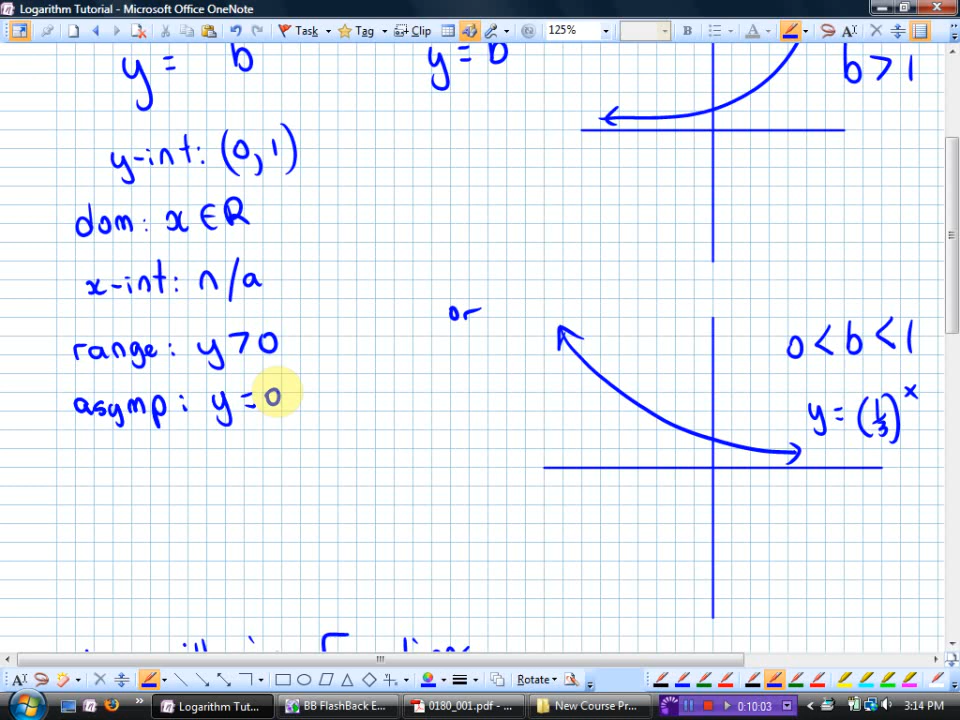 Logarithm Tutorial - Microsoft Office OneNote
Task
Tag
Clip
125%
B
A
y = b
y = b
b > 1
y-int: (0, 1)
dom: x ∈ R
x-int: n/a
or
range: y > 0
0 < b < 1
asymp: y = 0
y = (1/3)^x
Rotate
Logarithm Tut...
BB FlashBack E...
0180_001.pdf - ...
New Course Pr...
0:10:03
3:14 PM